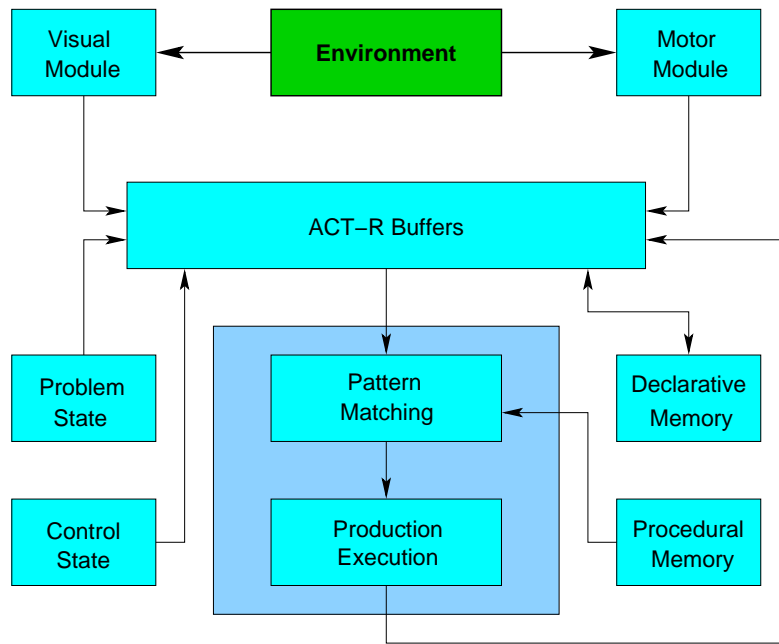 Visual
Module
Environment
Motor
Module
ACT−R Buffers
Problem
State
Pattern
Matching
Declarative
Memory
Control
State
Production
Execution
Procedural
Memory